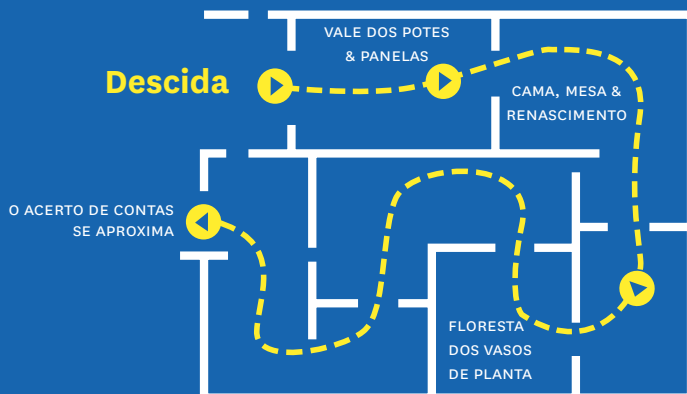 VALE DOS POTES
& PANELAS
Descida
CAMA, MESA &
RENASCIMENTO
O ACERTO DE CONTAS
SE APROXIMA
FLORESTA
DOS VASOS
DE PLANTA